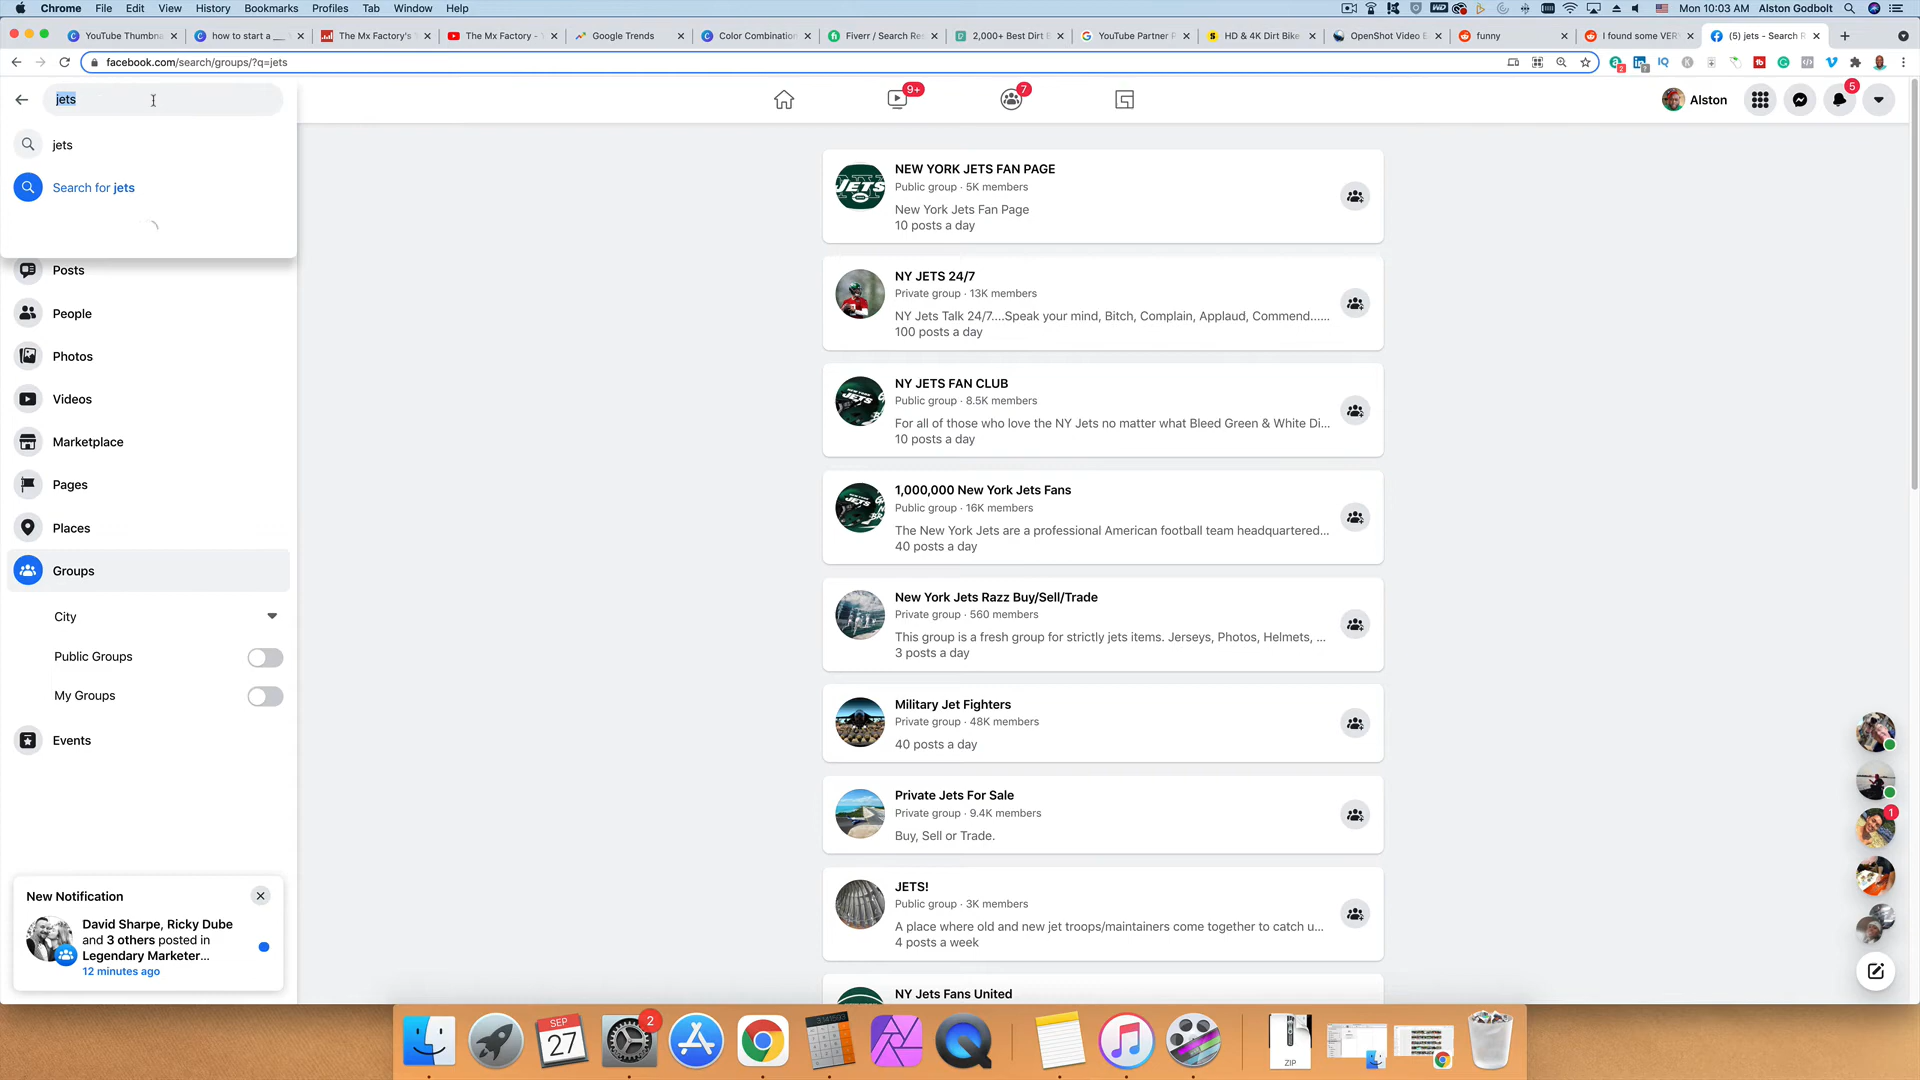 Chrome File Edit View History Bookmarks Profiles Tab Window Help Mon 10:03 AM Alston Godbolt
YouTube Thumbna how to start a ___ The Mx Factory's The Mx Factory - Google Trends Color Combination Fiverr / Search Re 2,000+ Best Dirt YouTube Partner HD & 4K Dirt Bike OpenShot Video E funny I found some VER (5) jets - Search
facebook.com/search/groups/?q=jets
jets
9+
7
Alston
5
jets
Search for jets
Posts
People
Photos
Videos
Marketplace
Pages
Places
Groups
City
Public Groups
My Groups
Events
New Notification
David Sharpe, Ricky Dube
and 3 others posted in
Legendary Marketer...
12 minutes ago
NEW YORK JETS FAN PAGE
Public group · 5K members
New York Jets Fan Page
10 posts a day
NY JETS 24/7
Private group · 13K members
NY Jets Talk 24/7....Speak your mind, Bitch, Complain, Applaud, Commend......
100 posts a day
NY JETS FAN CLUB
Public group · 8.5K members
For all of those who love the NY Jets no matter what Bleed Green & White Di...
10 posts a day
1,000,000 New York Jets Fans
Public group · 16K members
The New York Jets are a professional American football team headquartered...
40 posts a day
New York Jets Razz Buy/Sell/Trade
Private group · 560 members
This group is a fresh group for strictly jets items. Jerseys, Photos, Helmets, ...
3 posts a day
Military Jet Fighters
Private group · 48K members
40 posts a day
Private Jets For Sale
Private group · 9.4K members
Buy, Sell or Trade.
JETS!
Public group · 3K members
A place where old and new jet troops/maintainers come together to catch u...
4 posts a week
NY Jets Fans United
1
SEP
27
2
ZIP